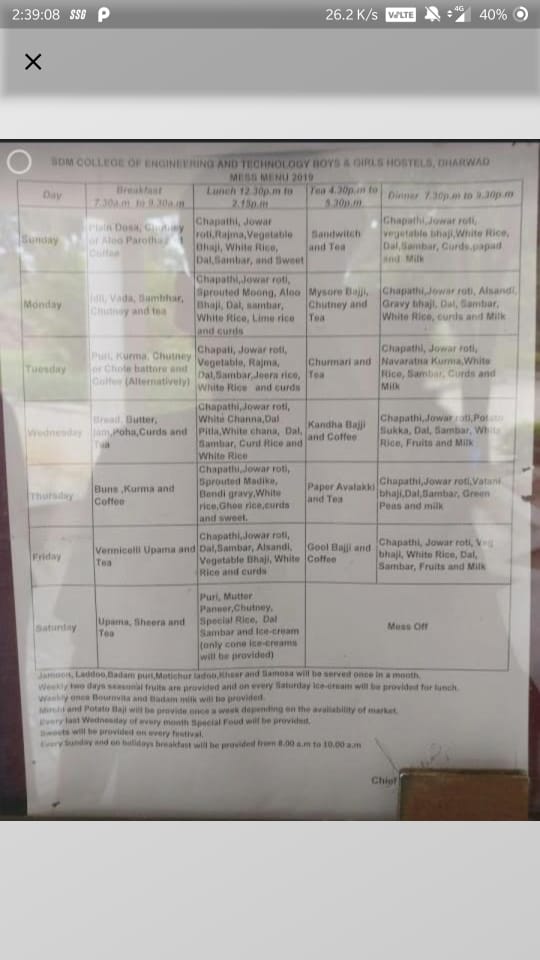 2:39:08 SSG P 26.2 K/s VoLTE 4G 40%
SDM COLLEGE OF ENGINEERING AND TECHNOLOGY BOYS & GIRLS HOSTELS, DHARWAD
MESS MENU 2019
Day
Breakfast
7.30a.m to 9.30a.m
Lunch 12.30p.m to
2.15p.m
Tea 4.30p.m to
5.30p.m
Dinner 7.30p.m to 9.30p.m
Sunday
Plain Dosa, Chutney
or Aloo Parotha
Coffee
Chapathi, Jowar
roti,Rajma,Vegetable
Bhaji, White Rice,
Dal,Sambar, and Sweet
Sandwitch
and Tea
Chapathi,Jowar roti,
vegetable bhaji,White Rice,
Dal,Sambar, Curds,papad
and Milk
Monday
Idli, Vada, Sambhar,
Chutney and tea
Chapathi,Jowar roti,
Sprouted Moong, Aloo
Bhaji, Dal, sambar,
White Rice, Lime rice
and curds
Mysore Bajji,
Chutney and
Tea
Chapathi,Jowar roti, Alsandi,
Gravy bhaji, Dal, Sambar,
White Rice, curds and Milk
Tuesday
Puri, Kurma, Chutney
or Chole battore and
Coffee (Alternatively)
Chapati, Jowar roti,
Vegetable, Rajma,
Dal,Sambar,Jeera rice,
White Rice and curds
Churmari and
Tea
Chapathi, Jowar roti,
Navaratna Kurma,White
Rice, Sambar, Curds and
Milk
Wednesday
Bread, Butter,
Jam,Poha,Curds and
Tea
Chapathi,Jowar roti,
White Channa,Dal
Pitla,White chana, Dal,
Sambar, Curd Rice and
White Rice
Kandha Bajji
and Coffee
Chapathi,Jowar roti,Potato
Sukka, Dal, Sambar, White
Rice, Fruits and Milk
Thursday
Buns ,Kurma and
Coffee
Chapathi,Jowar roti,
Sprouted Madike,
Bendi gravy,White
rice,Ghee rice,curds
and sweet.
Paper Avalakki
and Tea
Chapathi,Jowar roti,Vatani
bhaji,Dal,Sambar, Green
Peas and milk
Friday
Vermicelli Upama and
Tea
Chapathi,Jowar roti,
Dal,Sambar, Alsandi,
Vegetable Bhaji, White
Rice and curds
Gool Bajji and
Coffee
Chapathi, Jowar roti, Veg
bhaji, White Rice, Dal,
Sambar, Fruits and Milk
Saturday
Upama, Sheera and
Tea
Puri, Mutter
Paneer,Chutney,
Special Rice, Dal
Sambar and Ice-cream
(only cone ice-creams
will be provided)
Mess Off
Jamoon, Laddoo,Badam puri,Motichur ladoo,Kheer and Samosa will be served once in a month.
Weekly two days seasonal fruits are provided and on every Saturday Ice-cream will be provided for lunch.
Weekly once Bournvita and Badam milk will be provided.
Mirchi and Potato Baji will be provide once a week depending on the availability of market.
Every last Wednesday of every month Special Food will be provided.
Sweets will be provided on every festival.
Every Sunday and on holidays breakfast will be provided from 8.00 a.m to 10.00 a.m
Chief